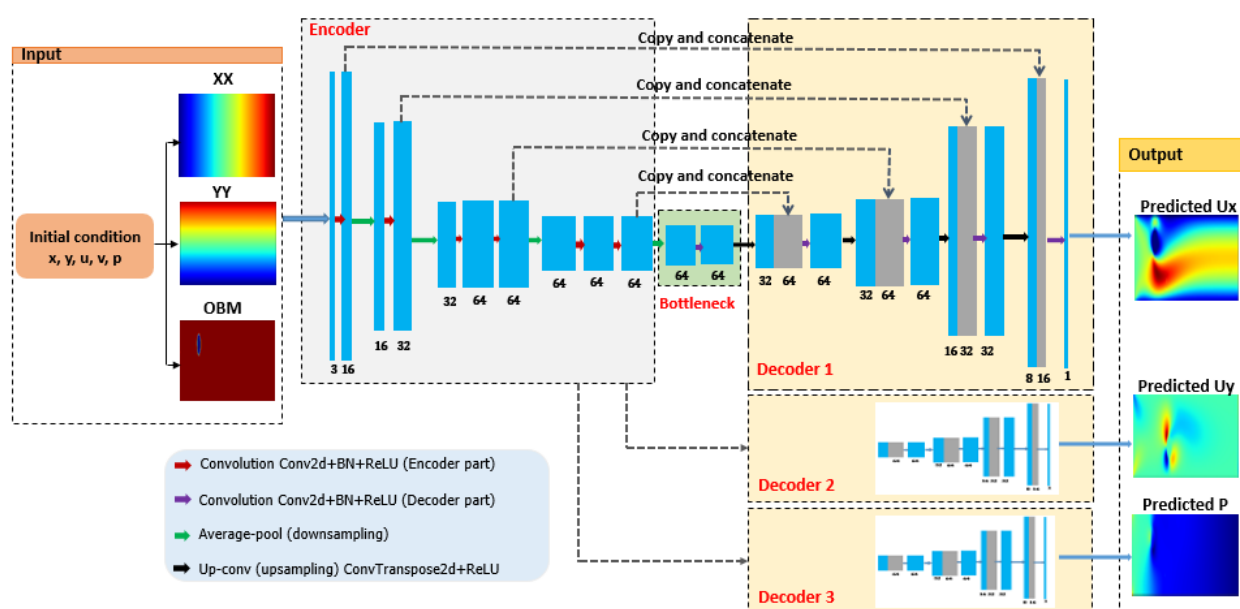 Input
XX
YY
OBM
Initial condition
x, y, u, v, p
Encoder
3 16
16 32
32 64 64
64 64 64
64 64
Bottleneck
Copy and concatenate
Copy and concatenate
Copy and concatenate
Copy and concatenate
32 64 64
32 64 64
16 32 32
8 16 1
Decoder 1
Decoder 2
Decoder 3
Output
Predicted Ux
Predicted Uy
Predicted P
Convolution Conv2d+BN+ReLU (Encoder part)
Convolution Conv2d+BN+ReLU (Decoder part)
Average-pool (downsampling)
Up-conv (upsampling) ConvTranspose2d+ReLU